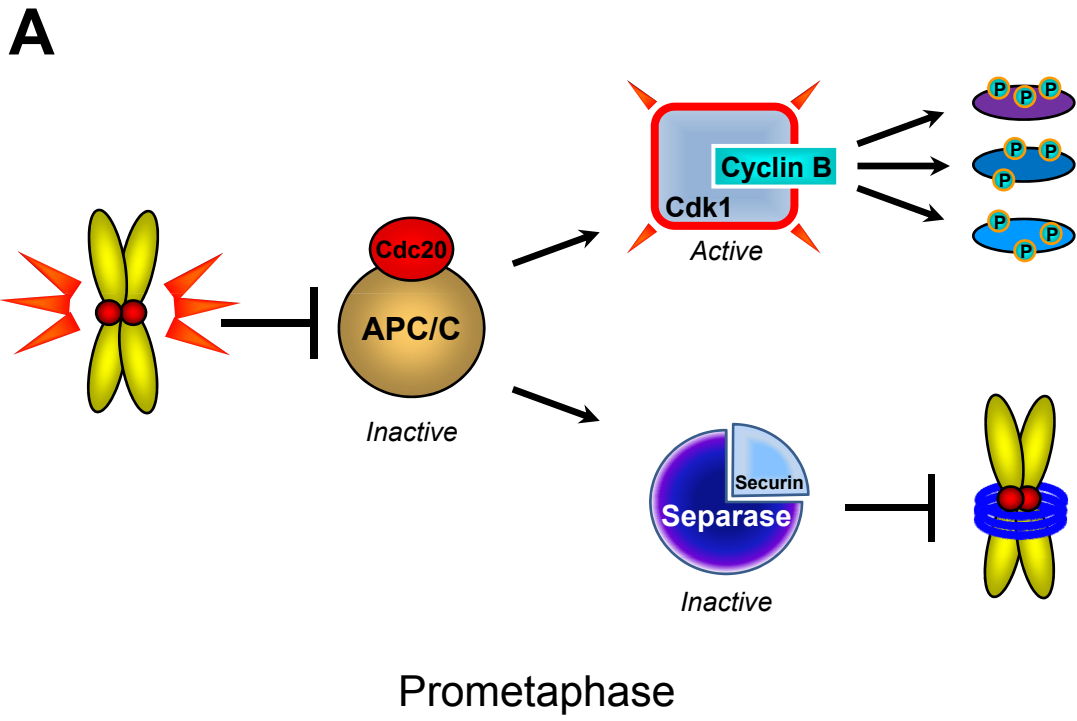 A
Cyclin B
Cdk1
Active
P
P
P
P
P
P
P
P
P
Cdc20
APC/C
Inactive
Securin
Separase
Inactive
Prometaphase